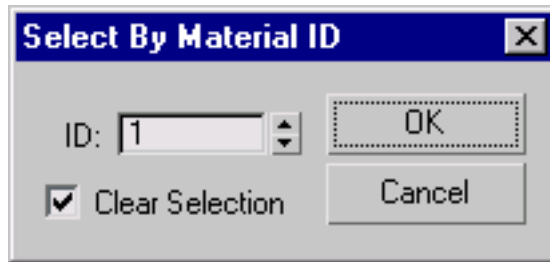 Select By Material ID
ID: 1
OK
Clear Selection
Cancel